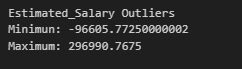 Estimated_Salary Outliers
Minimun: -96605.77250000002
Maximum: 296990.7675